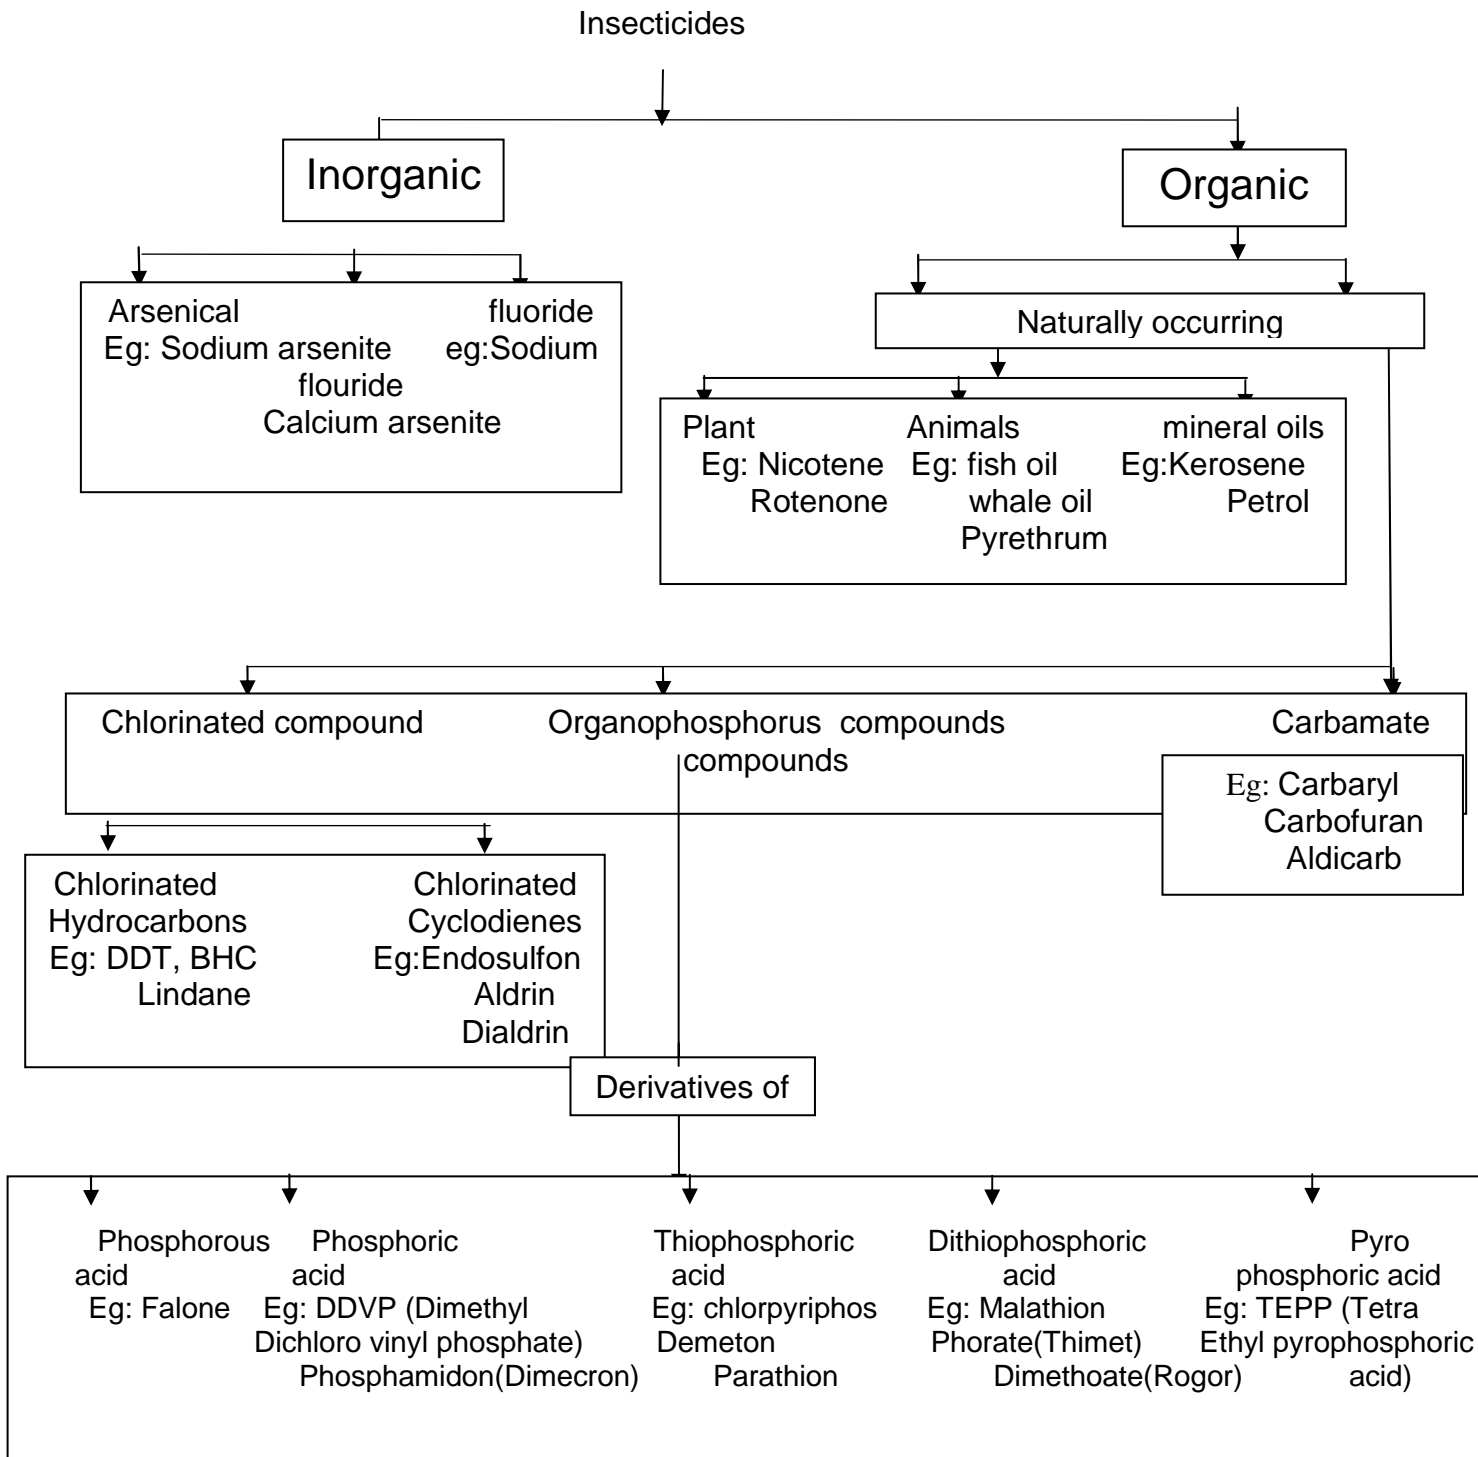 Insecticides
Inorganic
Organic
Arsenical fluoride
Eg: Sodium arsenite eg:Sodium
flouride
Calcium arsenite
Naturally occurring
Plant Animals mineral oils
Eg: Nicotene Eg: fish oil Eg:Kerosene
Rotenone whale oil Petrol
Pyrethrum
Chlorinated compound Organophosphorus compounds Carbamate
compounds
Eg: Carbaryl
Carbofuran
Aldicarb
Chlorinated Chlorinated
Hydrocarbons Cyclodienes
Eg: DDT, BHC Eg:Endosulfon
Lindane Aldrin
Dialdrin
Derivatives of
Phosphorous Phosphoric Thiophosphoric Dithiophosphoric Pyro
acid acid acid acid phosphoric acid
Eg: Falone Eg: DDVP (Dimethyl Eg: chlorpyriphos Eg: Malathion Eg: TEPP (Tetra
Dichloro vinyl phosphate) Demeton Phorate(Thimet) Ethyl pyrophosphoric
Phosphamidon(Dimecron) Parathion Dimethoate(Rogor) acid)